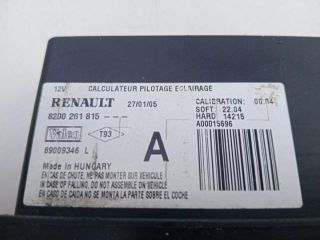 12V CALCULATEUR PILOTAGE ECLAIRAGE
RENAULT 27/01/05 CALIBRATION: 00.04
8200 261 815 --- SOFT 22.04
HARD 14215
Valeo T93 A A00015696
89009346 L
Made in HUNGARY
EN CAS DE CHUTE, NE PAS MONTER SUR VEHICULE
IN CASE OF FALLING, DO NOT ASSEMBLE ON VEHICLE
EN CASO DE CAIDA NO SE MONTA LA PARTE SOBRE EL COCHE